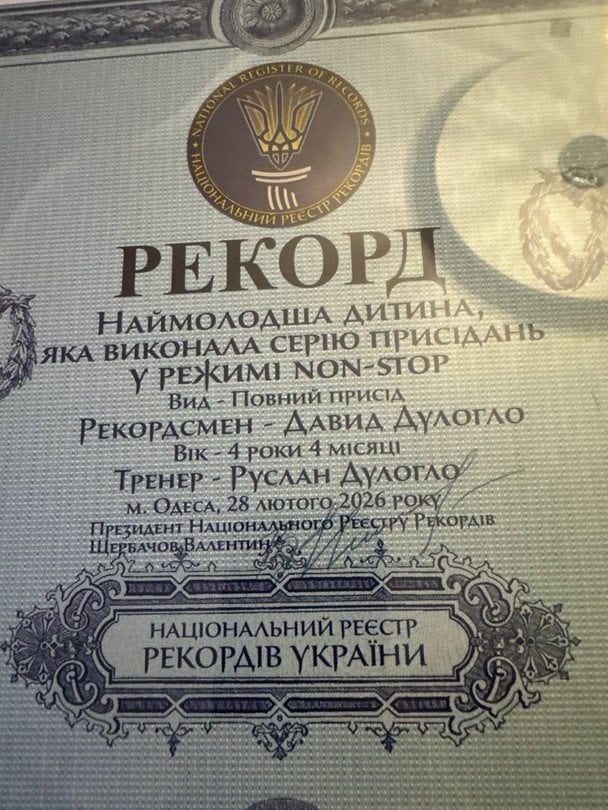 NATIONAL REGISTER OF RECORDS
НАЦІОНАЛЬНИЙ РЕЄСТР РЕКОРДІВ
РЕКОРД
НАЙМОЛОДША ДИТИНА,
ЯКА ВИКОНАЛА СЕРІЮ ПРИСІДАНЬ
У РЕЖИМІ NON-STOP
Вид - Повний присід
Рекордсмен - Давид Дулогло
Вік - 4 роки 4 місяці
Тренер - Руслан Дулогло
м. Одеса, 28 лютого 2026 року
Президент Національного Реєстру Рекордів
Щербачов Валентин
НАЦІОНАЛЬНИЙ РЕЄСТР
РЕКОРДІВ УКРАЇНИ